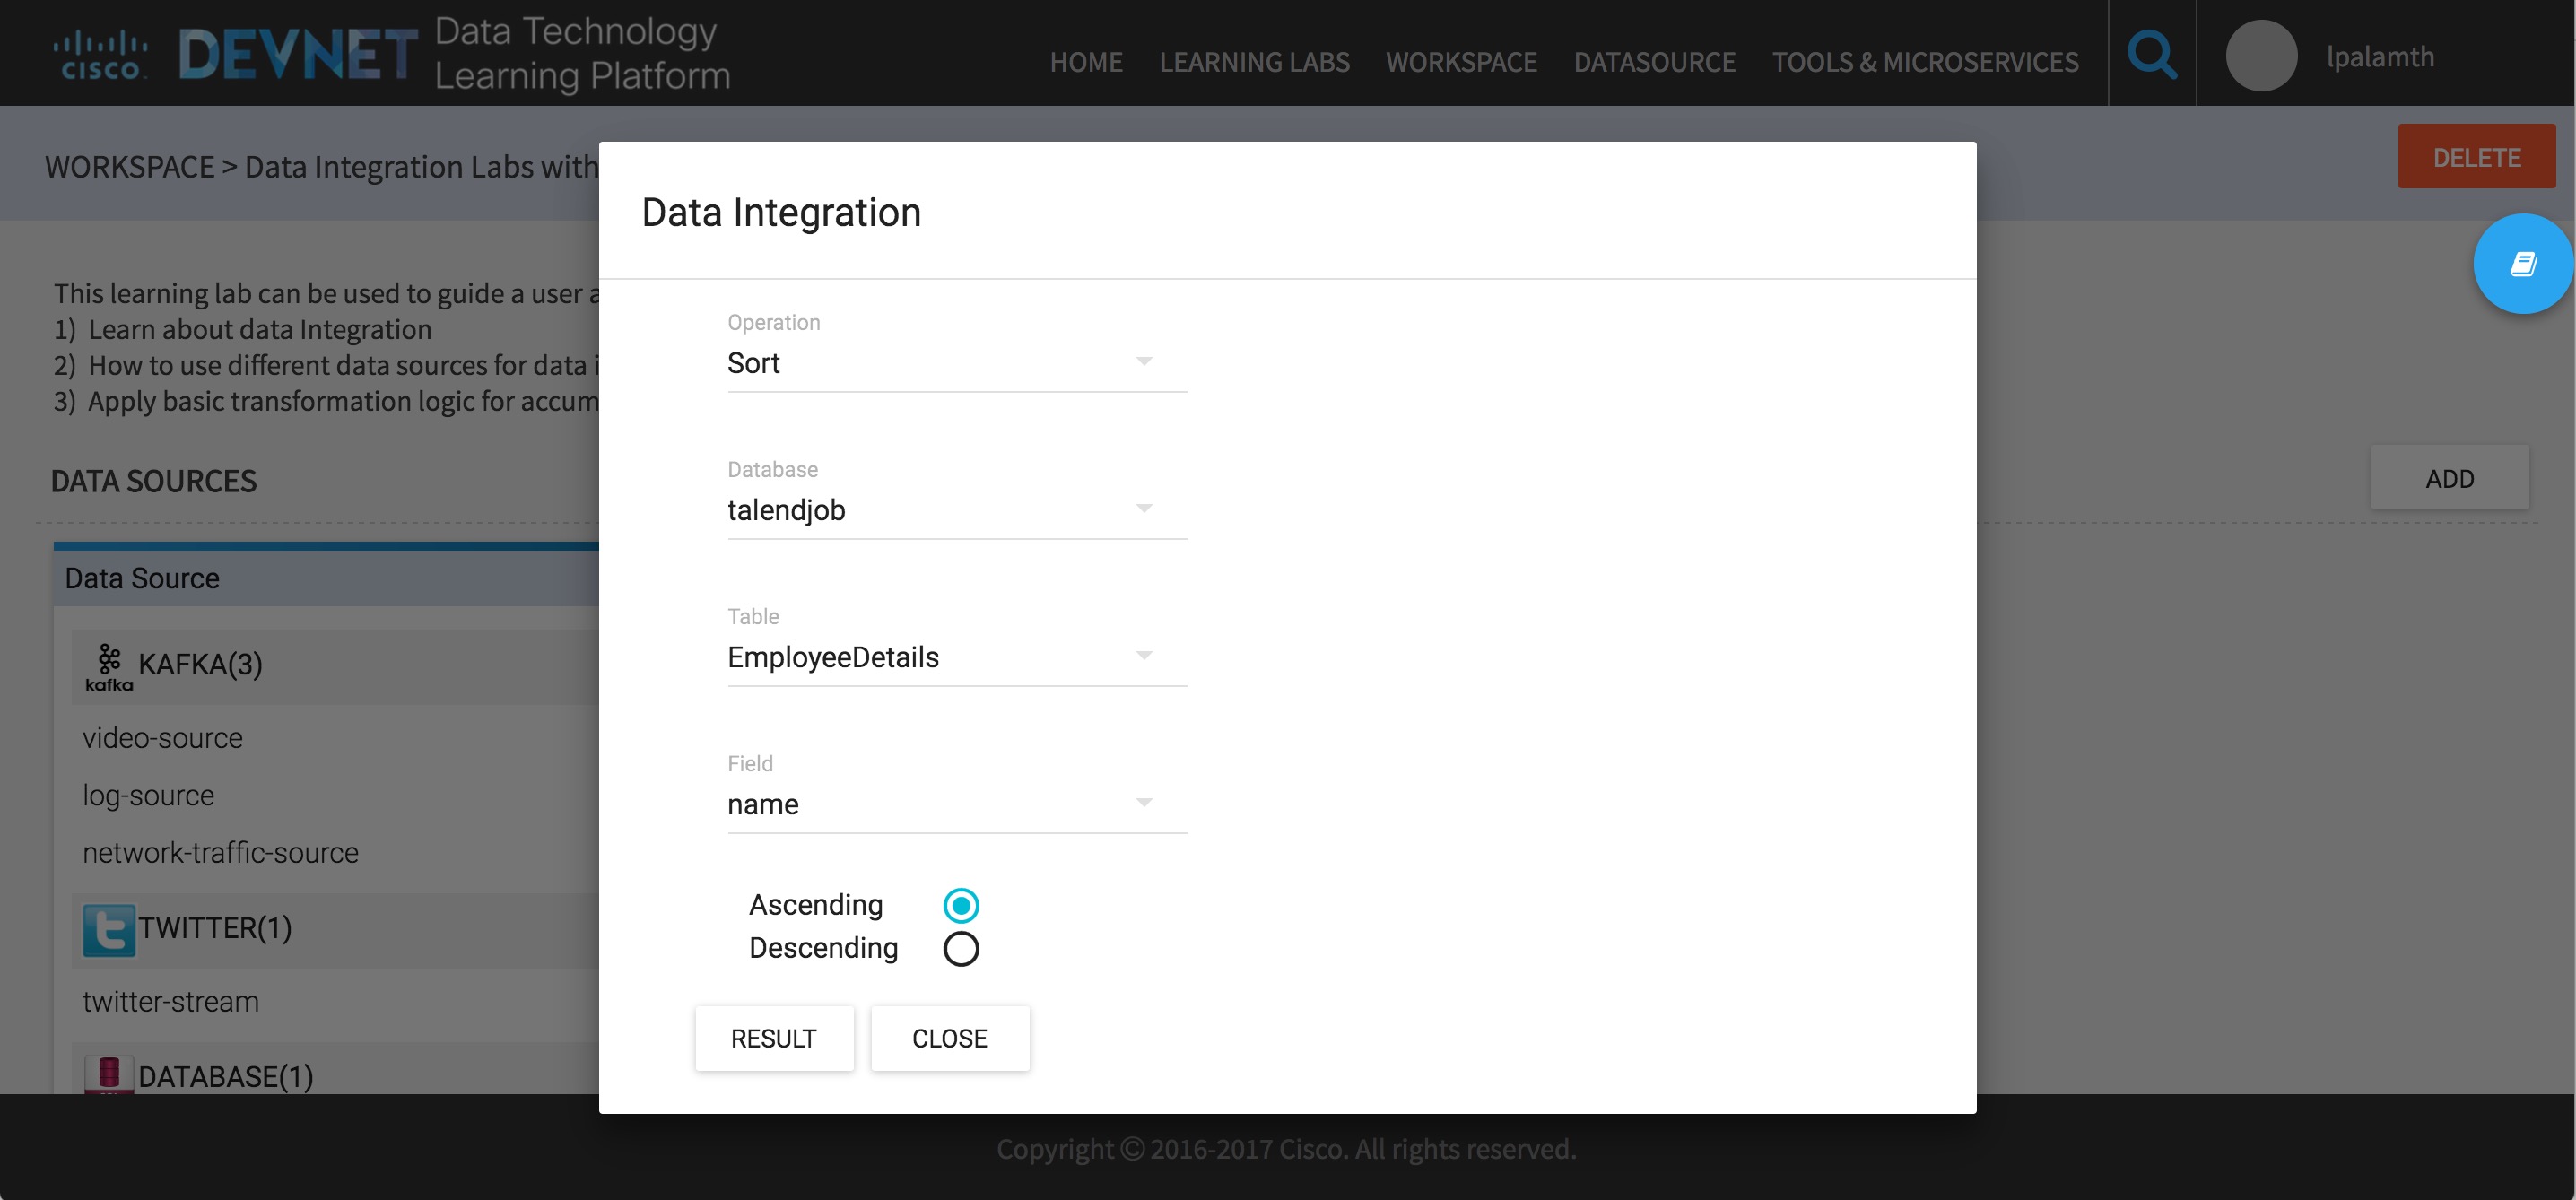 CISCO DEVNET Data Technology
Learning Platform
HOME LEARNING LABS WORKSPACE DATASOURCE TOOLS & MICROSERVICES lpalamth
WORKSPACE > Data Integration Labs with
DELETE
Data Integration
This learning lab can be used to guide a user a
1) Learn about data Integration
2) How to use different data sources for data i
3) Apply basic transformation logic for accum
DATA SOURCES
ADD
Data Source
kafka KAFKA(3)
video-source
log-source
network-traffic-source
TWITTER(1)
twitter-stream
DATABASE(1)
Operation
Sort
Database
talendjob
Table
EmployeeDetails
Field
name
Ascending
Descending
RESULT CLOSE
Copyright © 2016-2017 Cisco. All rights reserved.